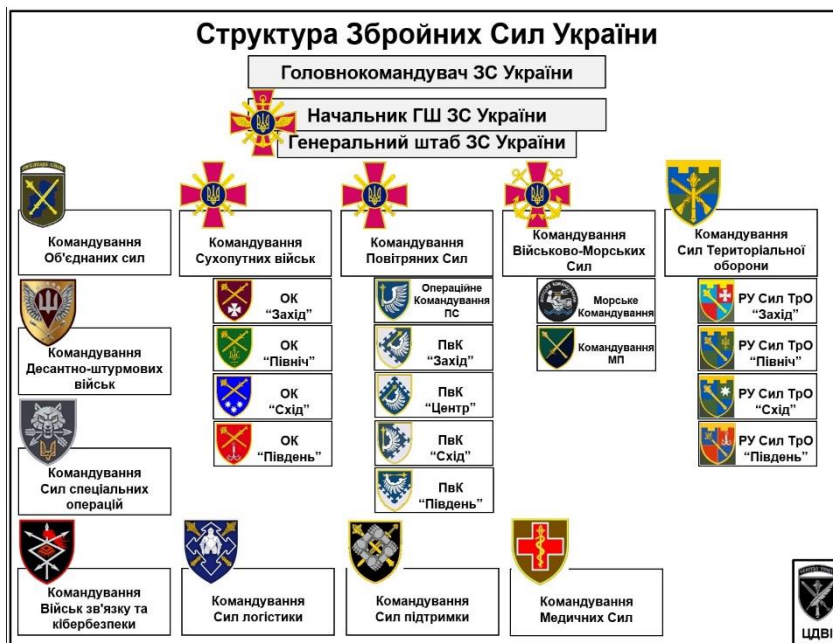 Структура Збройних Сил України
Головнокомандувач ЗС України
Начальник ГШ ЗС України
Генеральний штаб ЗС України
Командування
Об'єднаних сил
Командування
Сухопутних військ
Командування
Повітряних Сил
Командування
Військово-Морських
Сил
Командування
Сил Територіальної
оборони
Командування
Десантно-штурмових
військ
Командування
Сил спеціальних
операцій
ОК
“Захід”
ОК
“Північ”
ОК
“Схід”
ОК
“Південь”
Операційне
Командування
ПС
ПвК
“Захід”
ПвК
“Центр”
ПвК
“Схід”
ПвК
“Південь”
Морське
Командування
Командування
МП
РУ Сил ТрО
“Захід”
РУ Сил ТрО
“Північ”
РУ Сил ТрО
“Схід”
РУ Сил ТрО
“Південь”
Командування
Військ зв'язку та
кібербезпеки
Командування
Сил логістики
Командування
Сил підтримки
Командування
Медичних Сил
ЦДВІ